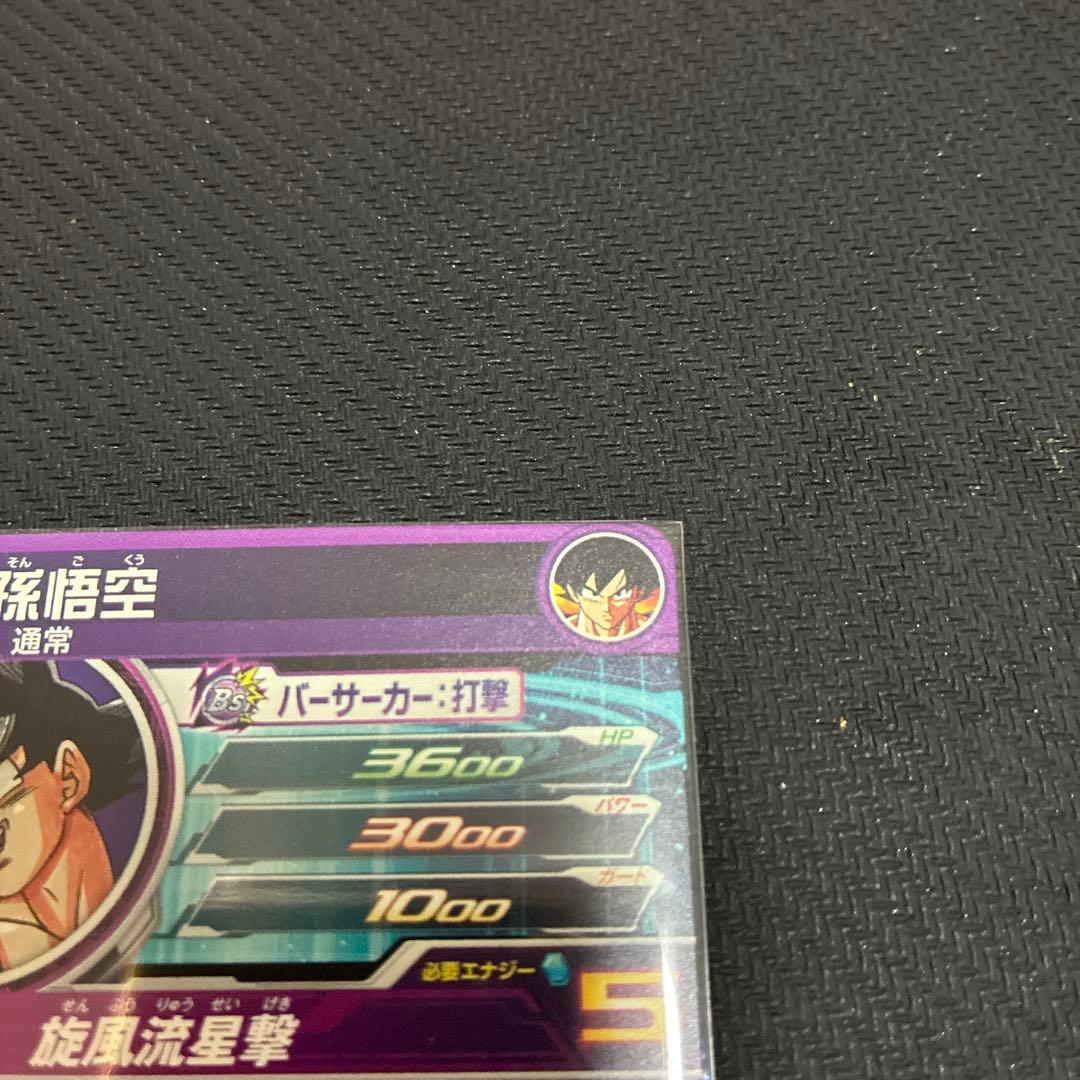 そんごくう
孫悟空
通常
BS
バーサーカー:打撃
HP
3600
パワー
3000
ガード
1000
必要エナジー
5
せんぷうりゅうせいげき
旋風流星撃